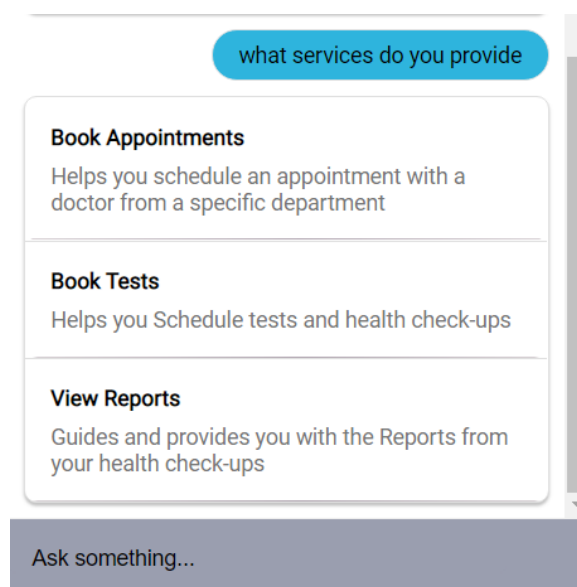 what services do you provide
Book Appointments
Helps you schedule an appointment with a
doctor from a specific department
Book Tests
Helps you Schedule tests and health check-ups
View Reports
Guides and provides you with the Reports from
your health check-ups
Ask something...